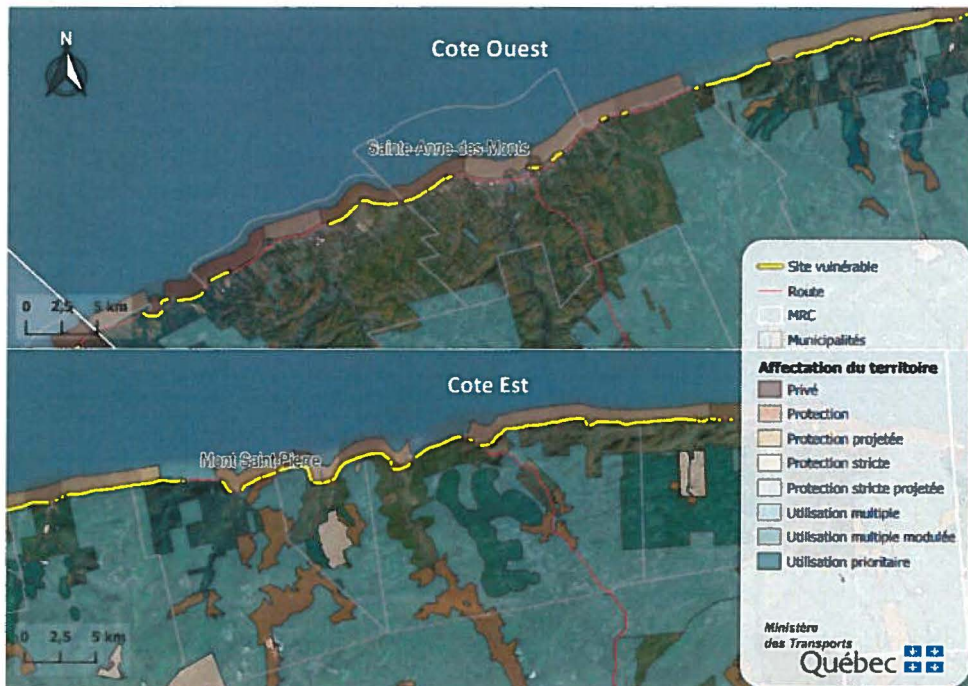 N
Cote Ouest
Sainte-Anne-des-Monts
0 2,5 5 km
Site vulnérable
Route
MRC
Municipalités
Affectation du territoire
Privé
Protection
Protection projetée
Protection stricte
Protection stricte projetée
Utilisation multiple
Utilisation multiple modulée
Utilisation prioritaire
Cote Est
Mont Saint-Pierre
0 2,5 5 km
Ministère
des Transports
Québec